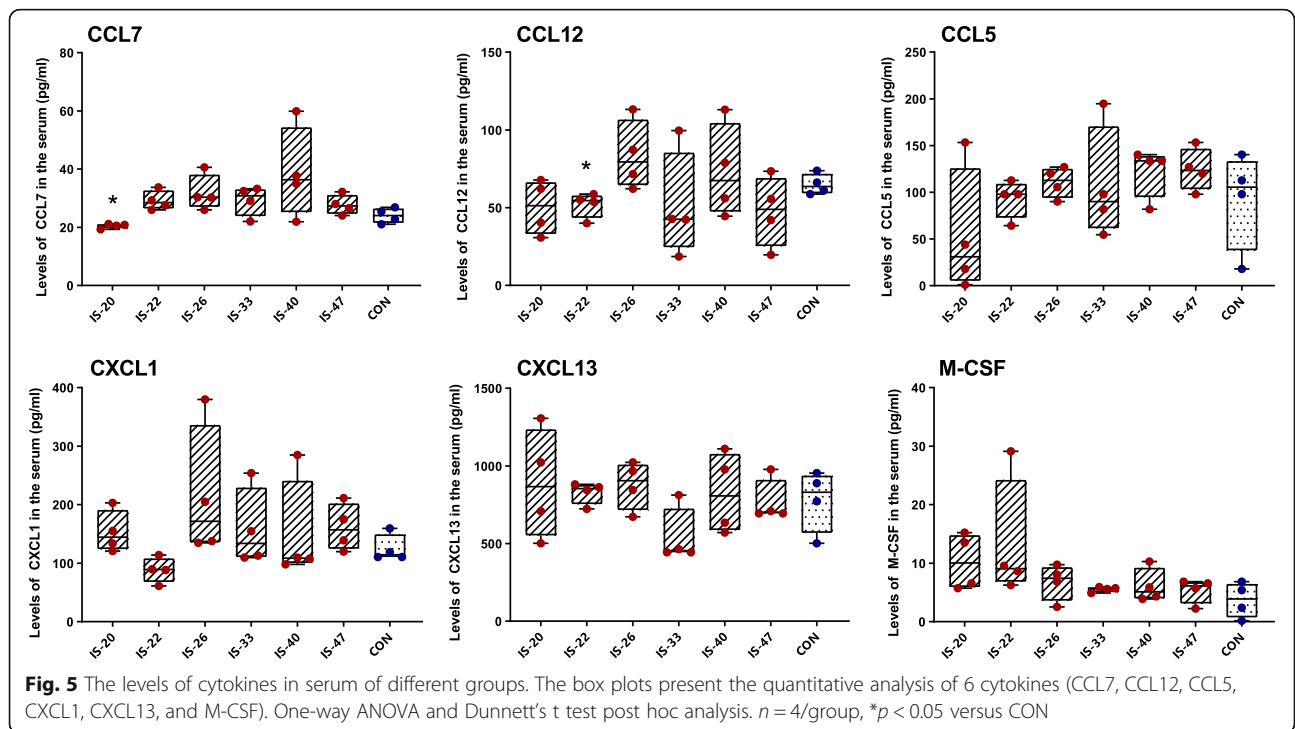 CCL7
Levels of CCL7 in the serum (pg/ml)
80
60
40
20
0
*
IS-20
IS-22
IS-26
IS-33
IS-40
IS-47
CON
CCL12
Levels of CCL12 in the serum (pg/ml)
150
100
50
0
*
IS-20
IS-22
IS-26
IS-33
IS-40
IS-47
CON
CCL5
Levels of CCL5 in the serum (pg/ml)
250
200
150
100
50
0
IS-20
IS-22
IS-26
IS-33
IS-40
IS-47
CON
CXCL1
Levels of CXCL1 in the serum (pg/ml)
400
300
200
100
0
IS-20
IS-22
IS-26
IS-33
IS-40
IS-47
CON
CXCL13
Levels of CXCL13 in the serum (pg/ml)
1500
1000
500
0
IS-20
IS-22
IS-26
IS-33
IS-40
IS-47
CON
M-CSF
Levels of M-CSF in the serum (pg/ml)
40
30
20
10
0
IS-20
IS-22
IS-26
IS-33
IS-40
IS-47
CON
Fig. 5 The levels of cytokines in serum of different groups. The box plots present the quantitative analysis of 6 cytokines (CCL7, CCL12, CCL5,
CXCL1, CXCL13, and M-CSF). One-way ANOVA and Dunnett's t test post hoc analysis. n = 4/group, *p < 0.05 versus CON